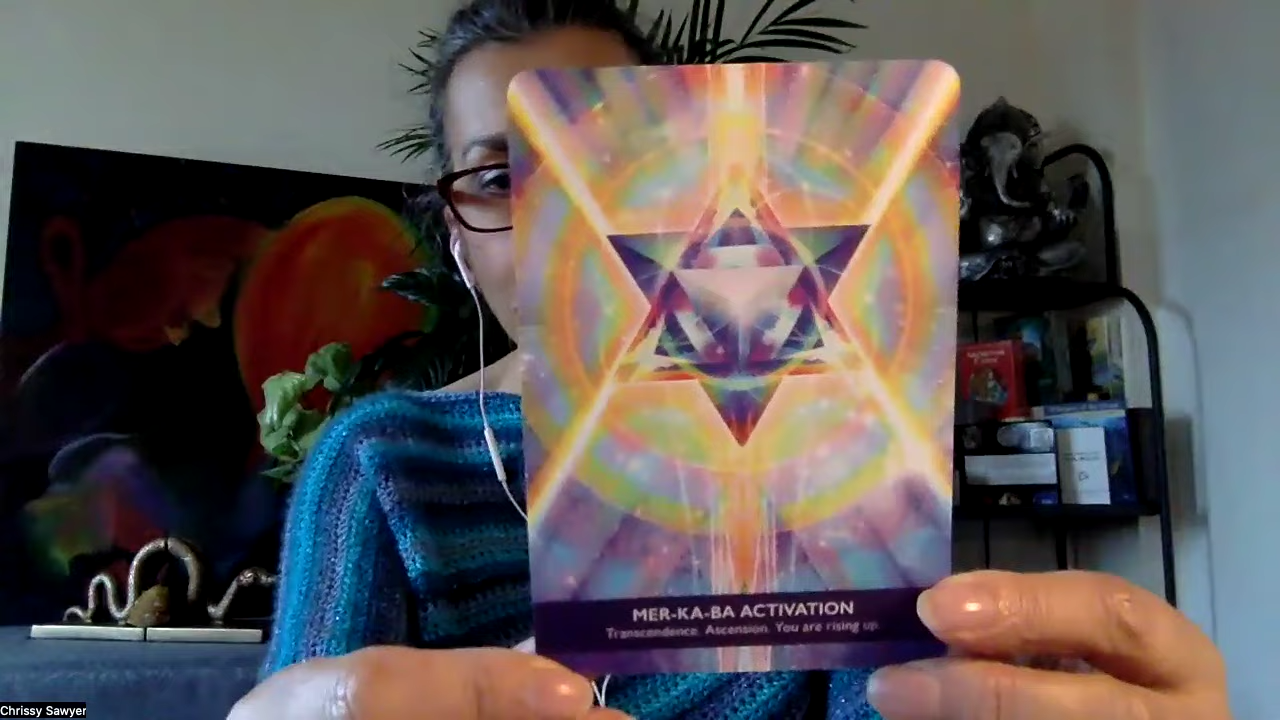 MER-KA-BA ACTIVATION
Transcendence. Ascension. You are rising up.
Chrissy Sawyer